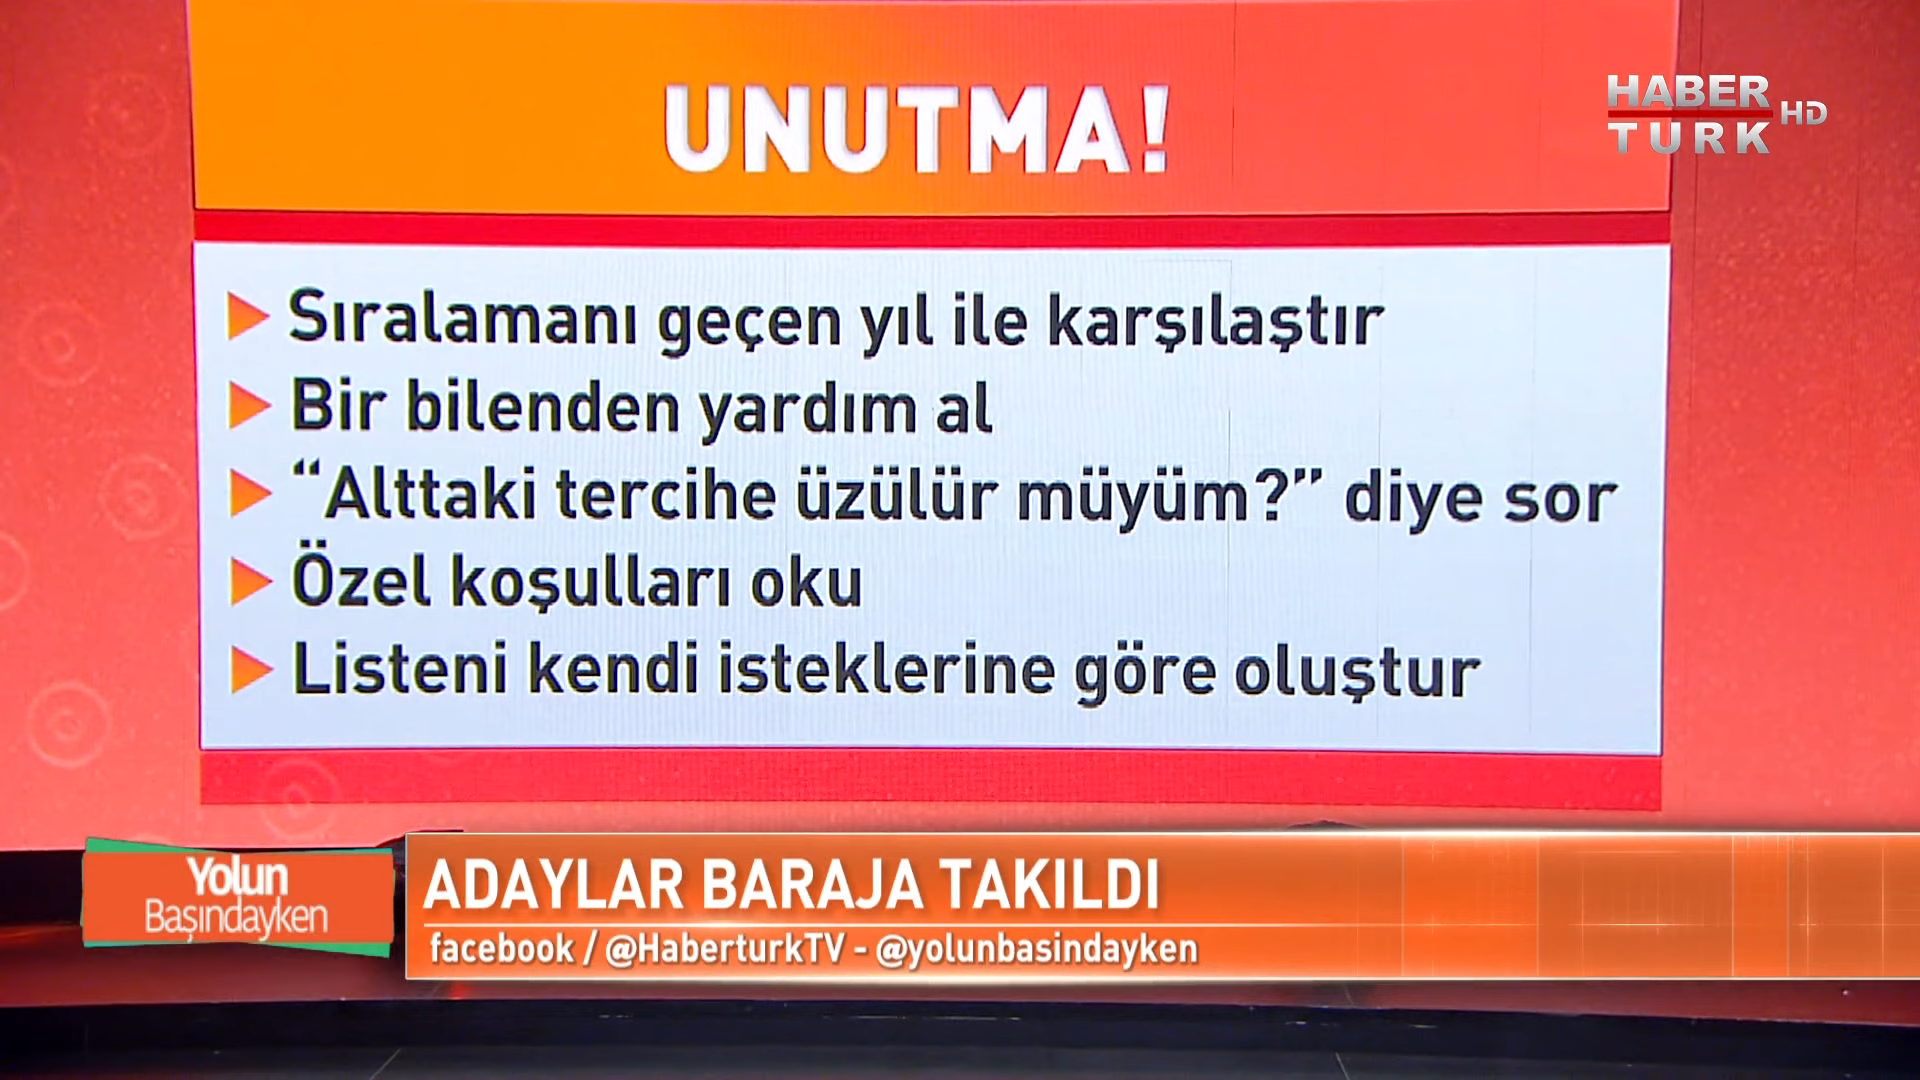 UNUTMA!
HABER
TURK HD
Sıralamanı geçen yıl ile karşılaştır
Bir bilenden yardım al
“Alttaki tercihe üzülür müyüm?” diye sor
Özel koşulları oku
Listeni kendi isteklerine göre oluştur
Yolun
Başındayken
ADAYLAR BARAJA TAKILDI
facebook / @HaberturkTV - @yolunbasindayken